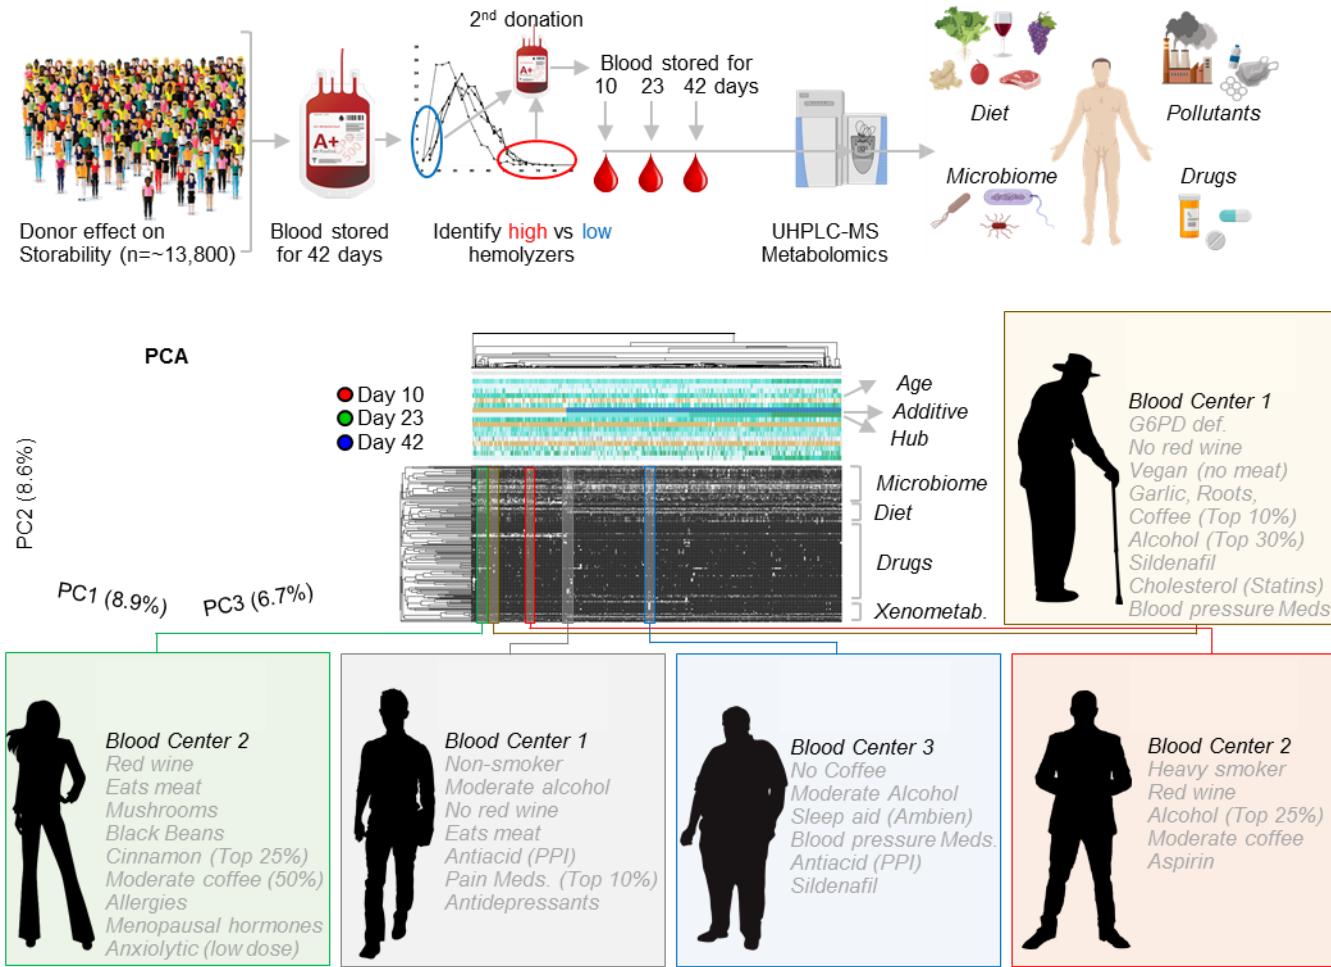 2nd donation
Blood stored for
10 23 42 days
A+
A+
Diet
Pollutants
Microbiome
Drugs
Donor effect on
Storability (n=~13,800)
Blood stored
for 42 days
Identify high vs low
hemolyzers
UHPLC-MS
Metabolomics
PCA
Day 10
Day 23
Day 42
PC2 (8.6%)
PC1 (8.9%)
PC3 (6.7%)
Age
Additive
Hub
Microbiome
Diet
Drugs
Xenometab.
Blood Center 1
G6PD def.
No red wine
Vegan (no meat)
Garlic, Roots,
Coffee (Top 10%)
Alcohol (Top 30%)
Sildenafil
Cholesterol (Statins)
Blood pressure Meds
Blood Center 2
Red wine
Eats meat
Mushrooms
Black Beans
Cinnamon (Top 25%)
Moderate coffee (50%)
Allergies
Menopausal hormones
Anxiolytic (low dose)
Blood Center 1
Non-smoker
Moderate alcohol
No red wine
Eats meat
Antiacid (PPI)
Pain Meds. (Top 10%)
Antidepressants
Blood Center 3
No Coffee
Moderate Alcohol
Sleep aid (Ambien)
Blood pressure Meds.
Antiacid (PPI)
Sildenafil
Blood Center 2
Heavy smoker
Red wine
Alcohol (Top 25%)
Moderate coffee
Aspirin